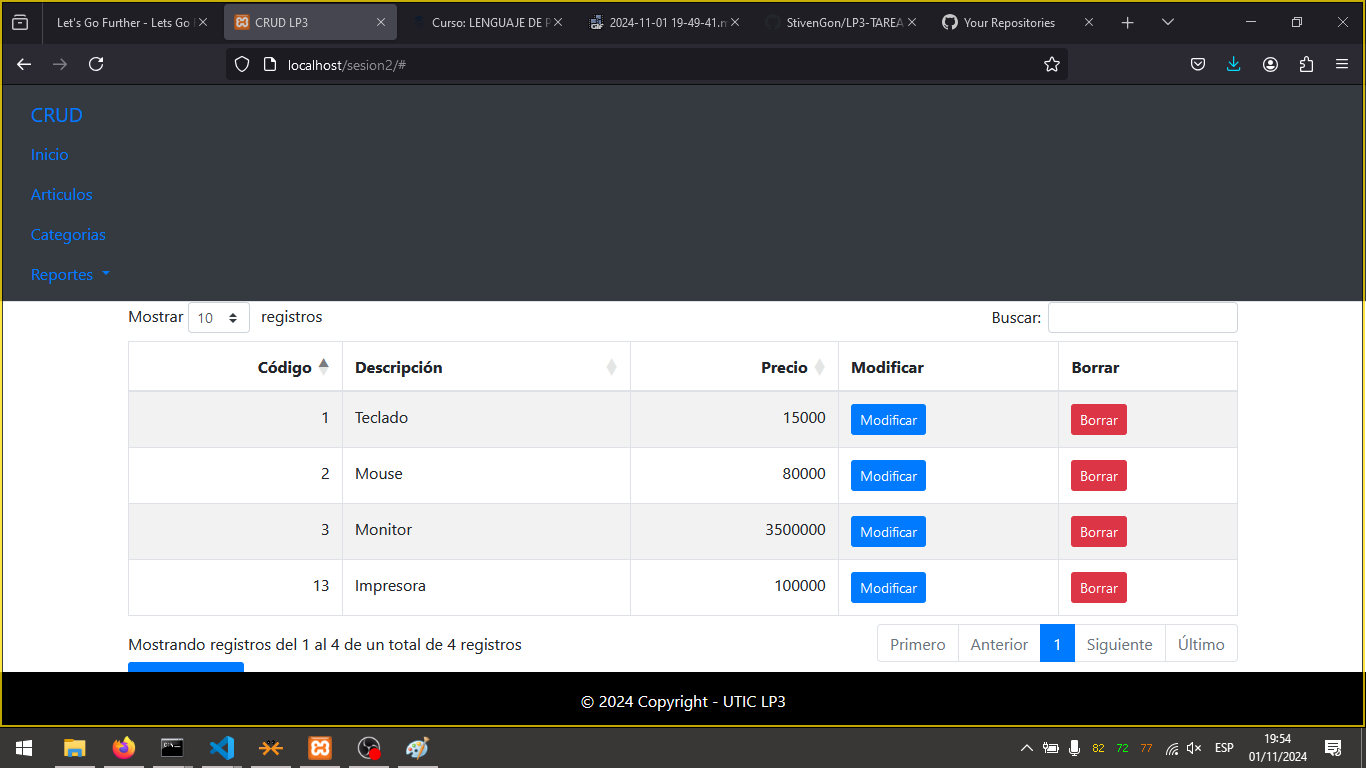 Let's Go Further - Lets Go
CRUD LP3
Curso: LENGUAJE DE P
2024-11-01 19-49-41.m
StivenGon/LP3-TAREA
Your Repositories
localhost/sesion2/#
CRUD
Inicio
Articulos
Categorias
Reportes
Mostrar 10 registros
Buscar:
Código Descripción Precio Modificar Borrar
1 Teclado 15000 Modificar Borrar
2 Mouse 80000 Modificar Borrar
3 Monitor 3500000 Modificar Borrar
13 Impresora 100000 Modificar Borrar
Mostrando registros del 1 al 4 de un total de 4 registros
Primero Anterior 1 Siguiente Último
© 2024 Copyright - UTIC LP3
82 72 77 ESP
19:54
01/11/2024